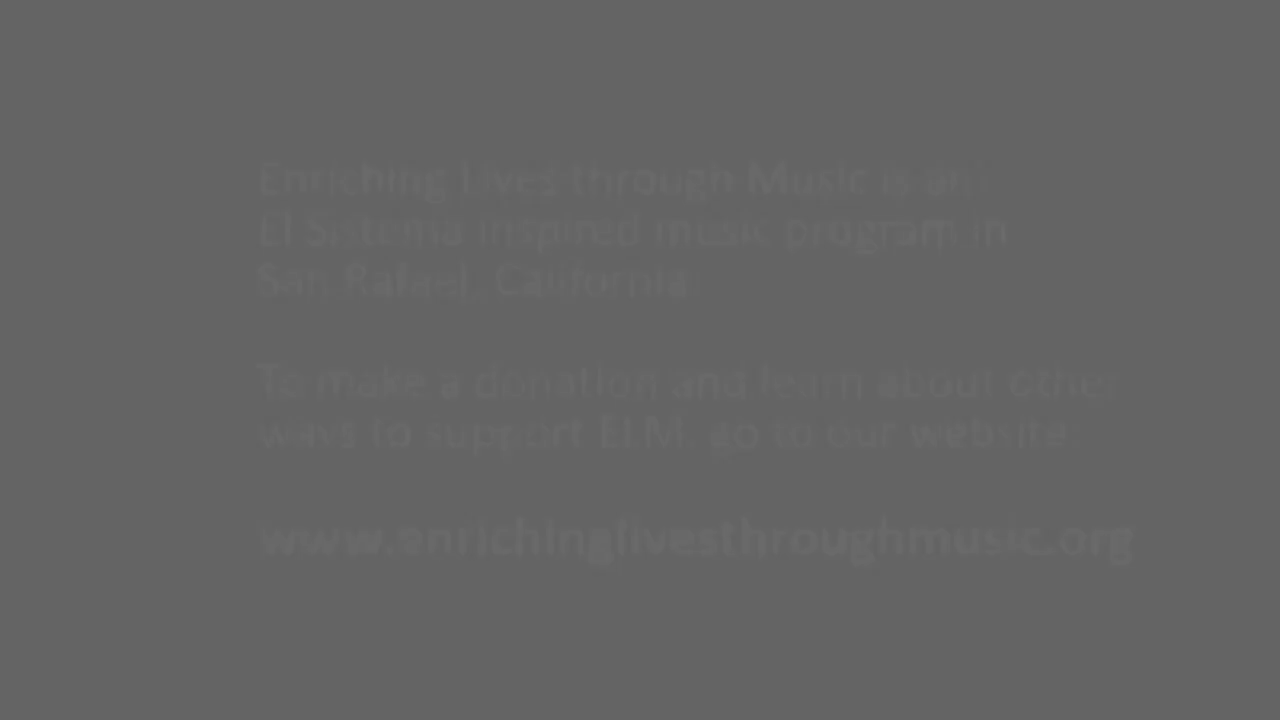 Enriching Lives through Music is an
El Sistema inspired music program in
San Rafael, California.
To make a donation and learn about other
ways to support ELM, go to our website:
www.enrichinglivesthroughmusic.org